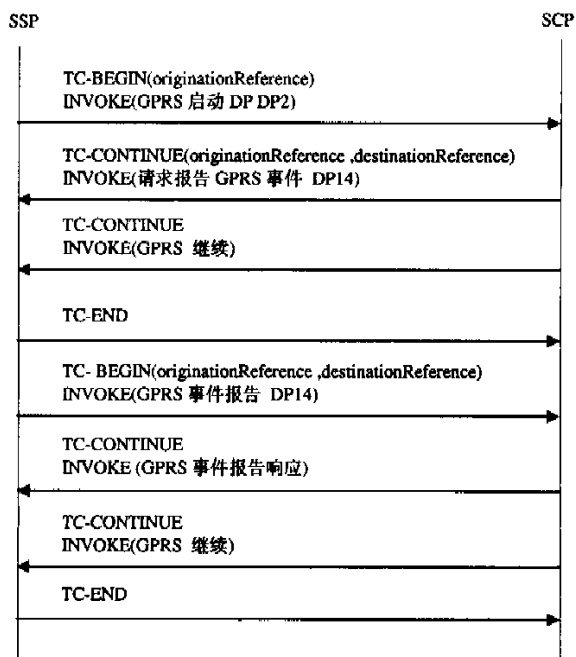 SSP SCP
TC-BEGIN(originationReference)
INVOKE(GPRS 启动 DP DP2)
TC-CONTINUE(originationReference ,destinationReference)
INVOKE(请求报告 GPRS 事件 DP14)
TC-CONTINUE
INVOKE(GPRS 继续)
TC-END
TC- BEGIN(originationReference ,destinationReference)
INVOKE(GPRS 事件报告 DP14)
TC-CONTINUE
INVOKE (GPRS 事件报告响应)
TC-CONTINUE
INVOKE(GPRS 继续)
TC-END